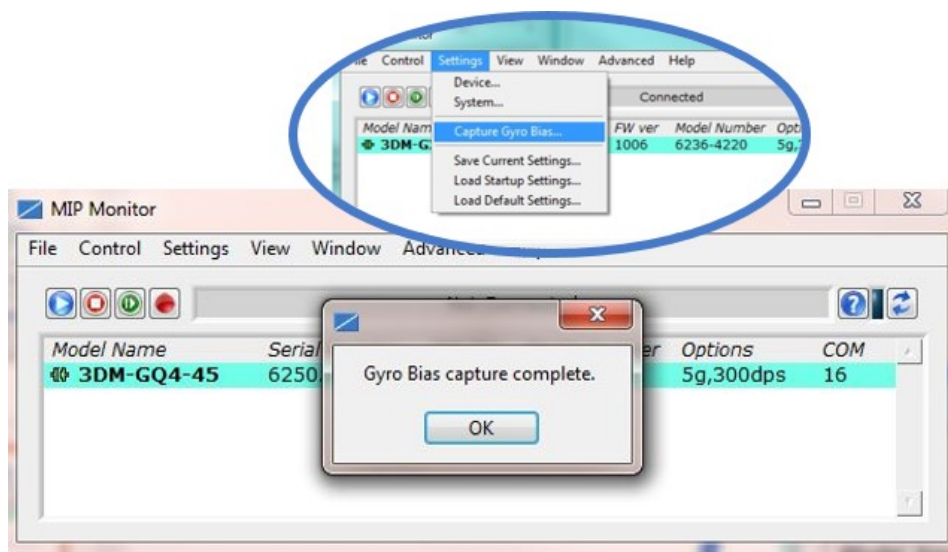 Control Settings View Window Advanced Help
Device...
System...
Connected
Model Nam FW ver Model Number
Capture Gyro Bias...
3DM-G 1006 6236-4220 5g,
Save Current Settings...
Load Startup Settings...
Load Default Settings...
MIP Monitor
File Control Settings View Window
Model Name Serial Options COM
3DM-GQ4-45 6250 5g,300dps 16
Gyro Bias capture complete.
OK